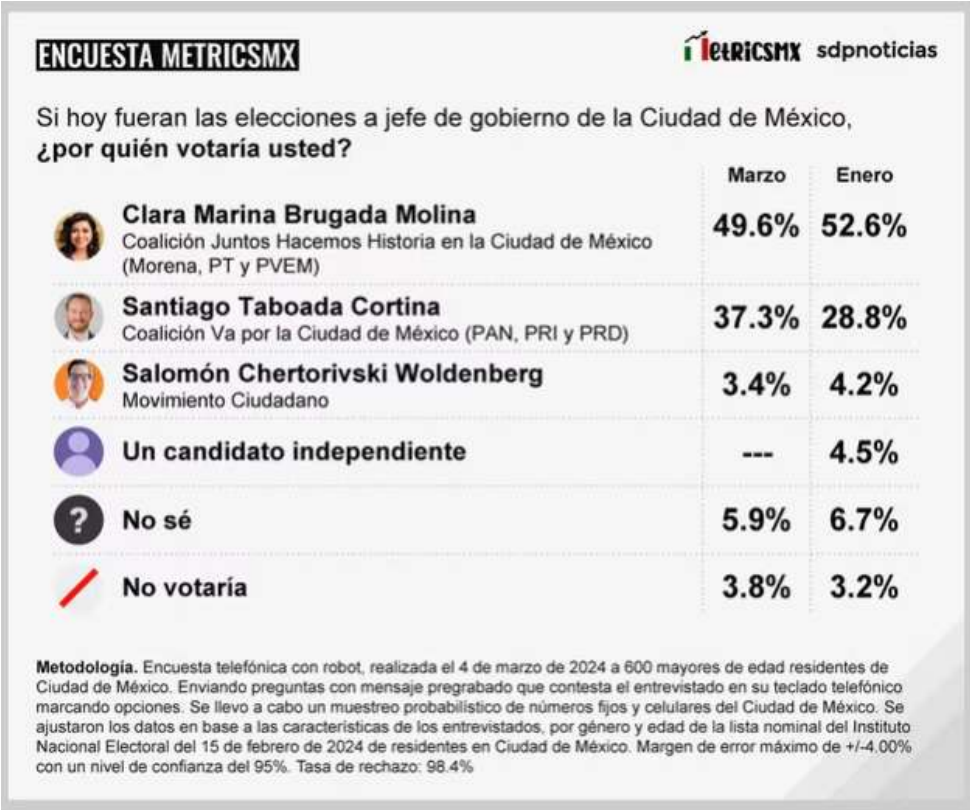 ENCUESTA METRICSMX
metRicsmx sdpnoticias
Si hoy fueran las elecciones a jefe de gobierno de la Ciudad de México,
¿por quién votaría usted?
Marzo Enero
Clara Marina Brugada Molina 49.6% 52.6%
Coalición Juntos Hacemos Historia en la Ciudad de México
(Morena, PT y PVEM)
Santiago Taboada Cortina 37.3% 28.8%
Coalición Va por la Ciudad de México (PAN, PRI y PRD)
Salomón Chertorivski Woldenberg 3.4% 4.2%
Movimiento Ciudadano
Un candidato independiente --- 4.5%
? No sé 5.9% 6.7%
No votaría 3.8% 3.2%
Metodología. Encuesta telefónica con robot, realizada el 4 de marzo de 2024 a 600 mayores de edad residentes de
Ciudad de México. Enviando preguntas con mensaje pregrabado que contesta el entrevistado en su teclado telefónico
marcando opciones. Se llevo a cabo un muestreo probabilístico de números fijos y celulares del Ciudad de México. Se
ajustaron los datos en base a las características de los entrevistados, por género y edad de la lista nominal del Instituto
Nacional Electoral del 15 de febrero de 2024 de residentes en Ciudad de México. Margen de error máximo de +/-4.00%
con un nivel de confianza del 95%. Tasa de rechazo: 98.4%